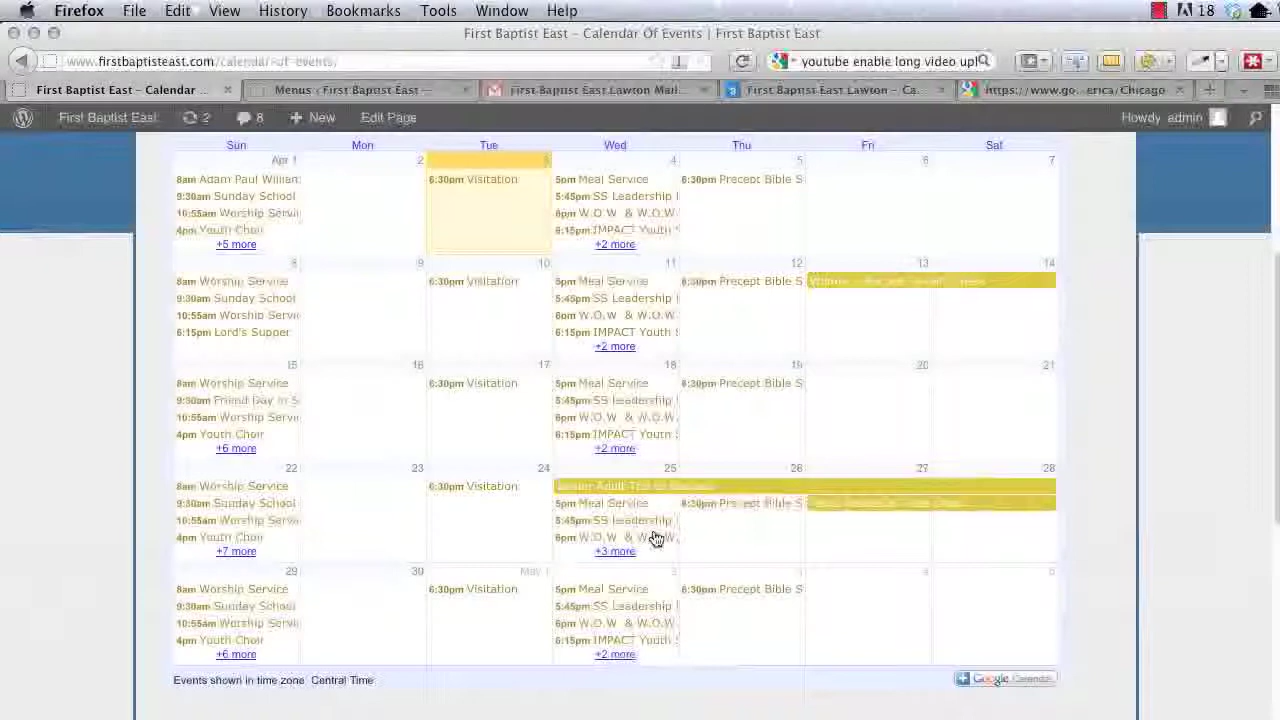 Firefox File Edit View History Bookmarks Tools Window Help 18
First Baptist East – Calendar Of Events | First Baptist East
www.firstbaptisteast.com/calendar-of-events/ youtube enable long video upl
First Baptist East – Calendar ... Menus ‹ First Baptist East — First Baptist East Lawton Mail... First Baptist East Lawton – Ca... https://www.go...erica/Chicago
First Baptist East 2 8 New Edit Page Howdy admin
Sun Mon Tue Wed Thu Fri Sat
Apr 1 2 3 4 5 6 7
8am Adam Paul William 6:30pm Visitation 5pm Meal Service 6:30pm Precept Bible S
9:30am Sunday School 5:45pm SS Leadership
10:55am Worship Servi 6pm W.O.W & W.O.W
4pm Youth Choir 6:15pm IMPACT Youth
+5 more +2 more
8 9 10 11 12 13 14
8am Worship Service 6:30pm Visitation 5pm Meal Service 6:30pm Precept Bible S
9:30am Sunday School 5:45pm SS Leadership
10:55am Worship Servi 6pm W.O.W & W.O.W
6:15pm Lord's Supper 6:15pm IMPACT Youth S
+2 more
15 16 17 18 19 20 21
8am Worship Service 6:30pm Visitation 5pm Meal Service 6:30pm Precept Bible S
9:30am Friend Day in S 5:45pm SS Leadership
10:55am Worship Servi 6pm W.O.W & W.O.W
4pm Youth Choir 6:15pm IMPACT Youth S
+6 more +2 more
22 23 24 25 26 27 28
8am Worship Service 6:30pm Visitation Senior Adult Trip to
9:30am Sunday School 5pm Meal Service 6:30pm Precept Bible S
10:55am Worship Servi 5:45pm SS Leadership
4pm Youth Choir 6pm W.O.W & W.O.W
+7 more +3 more
29 30 May 1 2 3 4 5
8am Worship Service 6:30pm Visitation 5pm Meal Service 6:30pm Precept Bible S
9:30am Sunday School 5:45pm SS Leadership
10:55am Worship Servi 6pm W.O.W & W.O.W
4pm Youth Choir 6:15pm IMPACT Youth S
+6 more +2 more
Events shown in time zone Central Time Google Calendar